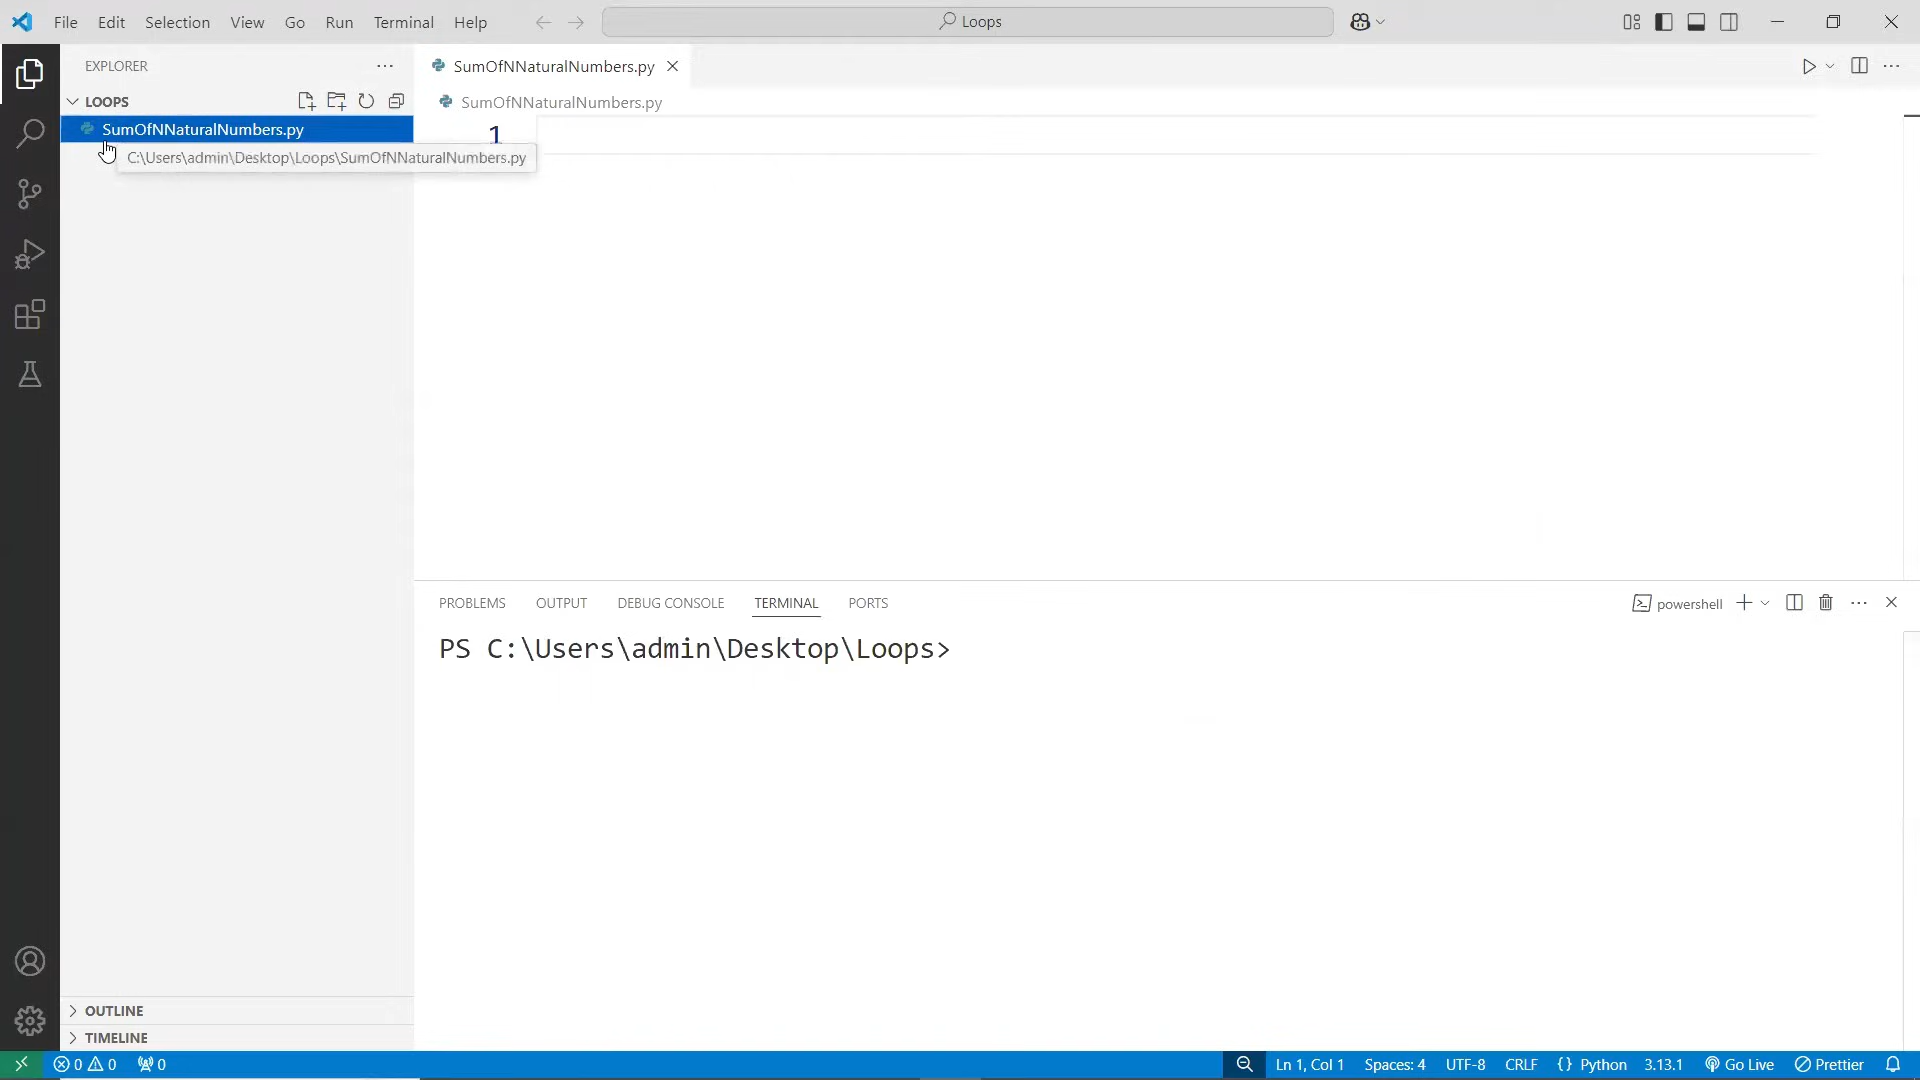 File Edit Selection View Go Run Terminal Help
Loops
EXPLORER
LOOPS
SumOfNNaturalNumbers.py
C:\Users\admin\Desktop\Loops\SumOfNNaturalNumbers.py
SumOfNNaturalNumbers.py
SumOfNNaturalNumbers.py
1
PROBLEMS OUTPUT DEBUG CONSOLE TERMINAL PORTS
powershell
PS C:\Users\admin\Desktop\Loops>
OUTLINE
TIMELINE
0 0 0
Ln 1, Col 1 Spaces: 4 UTF-8 CRLF {} Python 3.13.1 Go Live Prettier